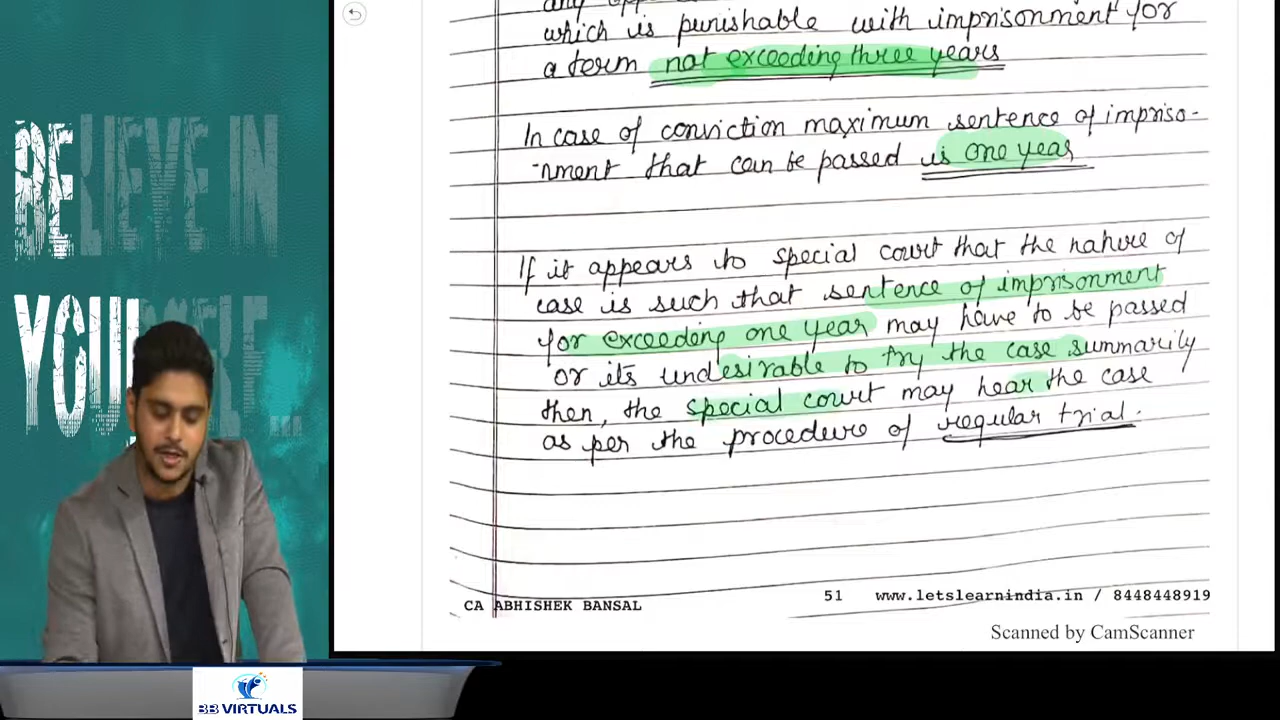 BELIEVE IN
YOURSELF...
any
which is punishable with imprisonment for
a term not exceeding three years
In case of conviction maximum sentence of impriso-
-nment that can be passed is one year
If it appears to special court that the nature of
case is such that sentence of imprisonment
for exceeding one year may have to be passed
or its undesirable to try the case summarily
then, the special court may hear the case
as per the procedure of regular trial.
CA ABHISHEK BANSAL 51 www.letslearnindia.in / 8448448919
Scanned by CamScanner
BB VIRTUALS